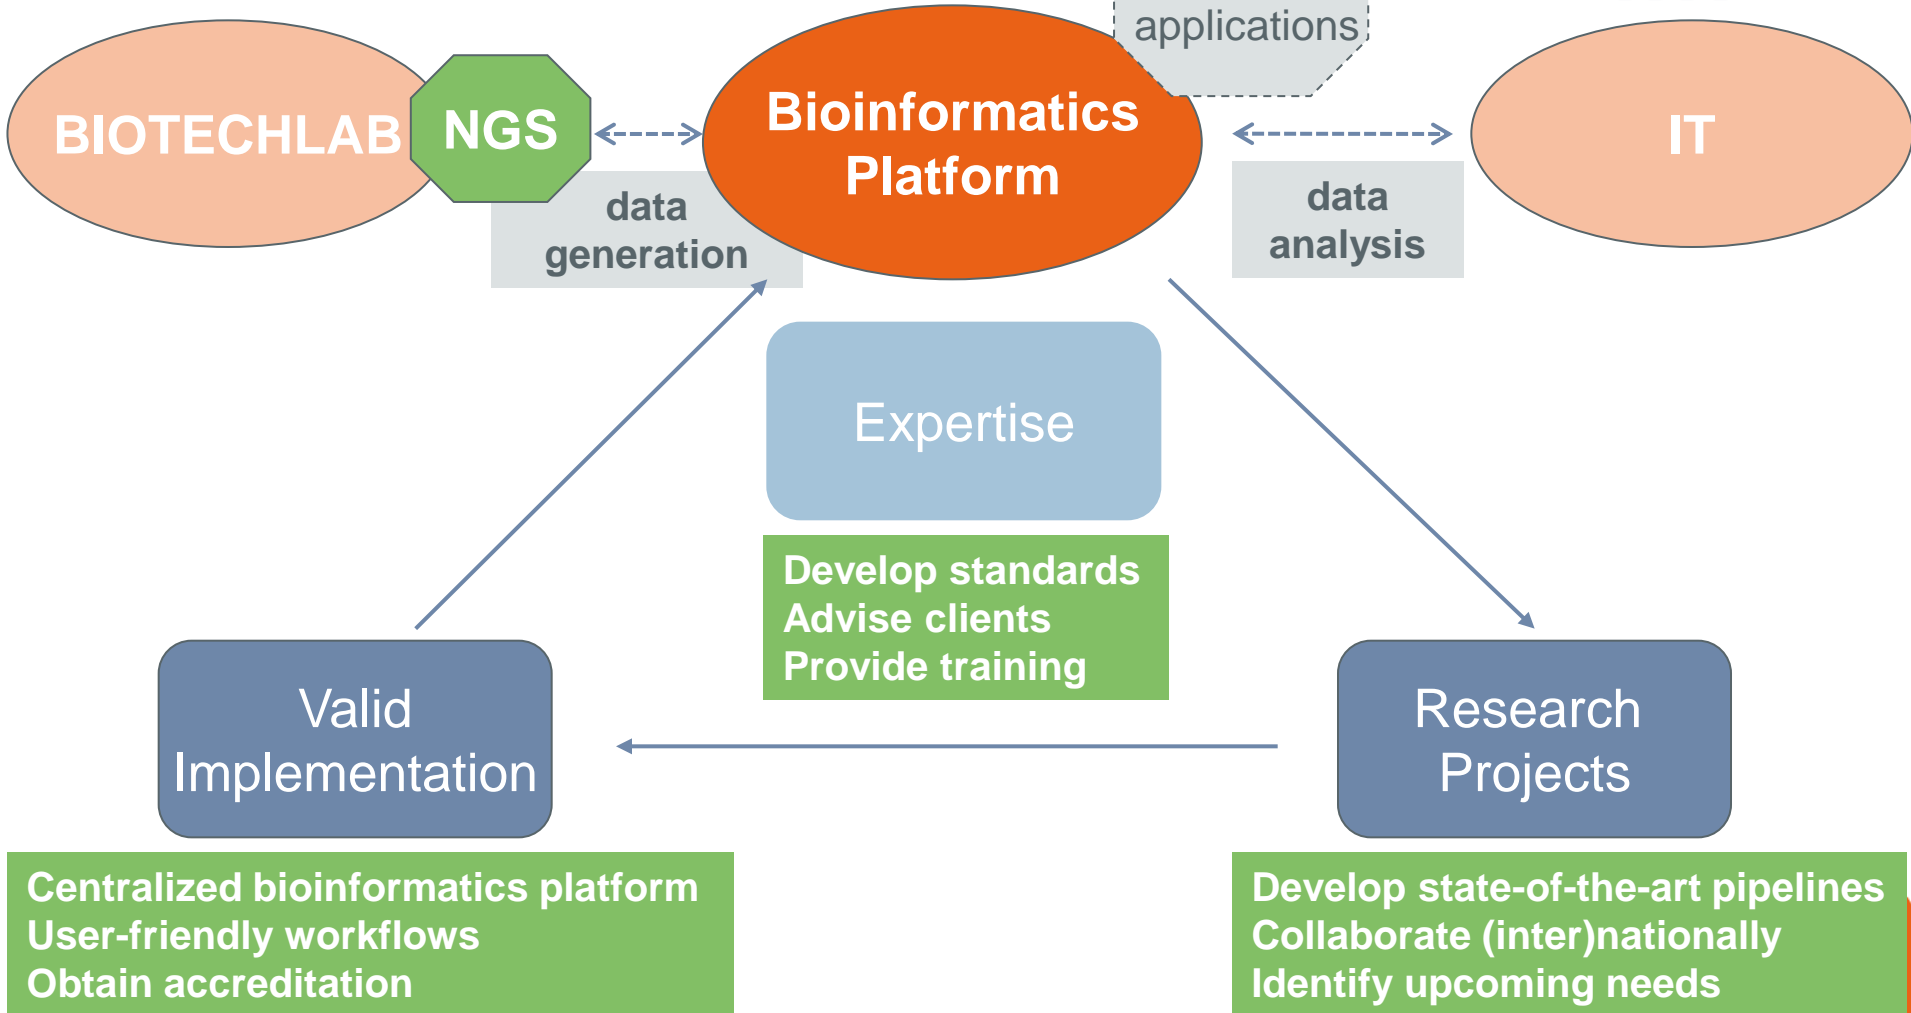 applications
BIOTECHLAB
NGS
Bioinformatics
Platform
IT
data
generation
data
analysis
Expertise
Develop standards
Advise clients
Provide training
Valid
Implementation
Research
Projects
Centralized bioinformatics platform
User-friendly workflows
Obtain accreditation
Develop state-of-the-art pipelines
Collaborate (inter)nationally
Identify upcoming needs